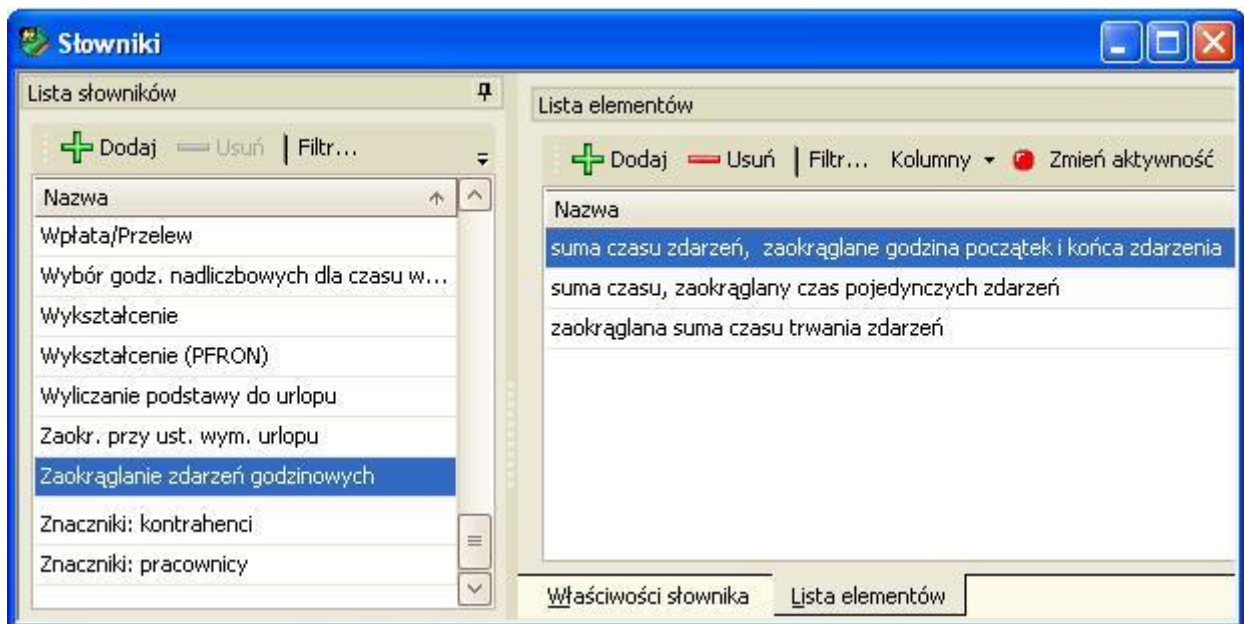 Słowniki
Lista słowników
Dodaj Usuń Filtr...
Nazwa
Wpłata/Przelew
Wybór godz. nadliczbowych dla czasu w...
Wykształcenie
Wykształcenie (PFRON)
Wyliczanie podstawy do urlopu
Zaokr. przy ust. wym. urlopu
Zaokrąglanie zdarzeń godzinowych
Znaczniki: kontrahenci
Znaczniki: pracownicy
Lista elementów
Dodaj Usuń Filtr... Kolumny Zmień aktywność
Nazwa
suma czasu zdarzeń, zaokrąglane godzina początek i końca zdarzenia
suma czasu, zaokrąglany czas pojedynczych zdarzeń
zaokrąglana suma czasu trwania zdarzeń
Właściwości słownika Lista elementów